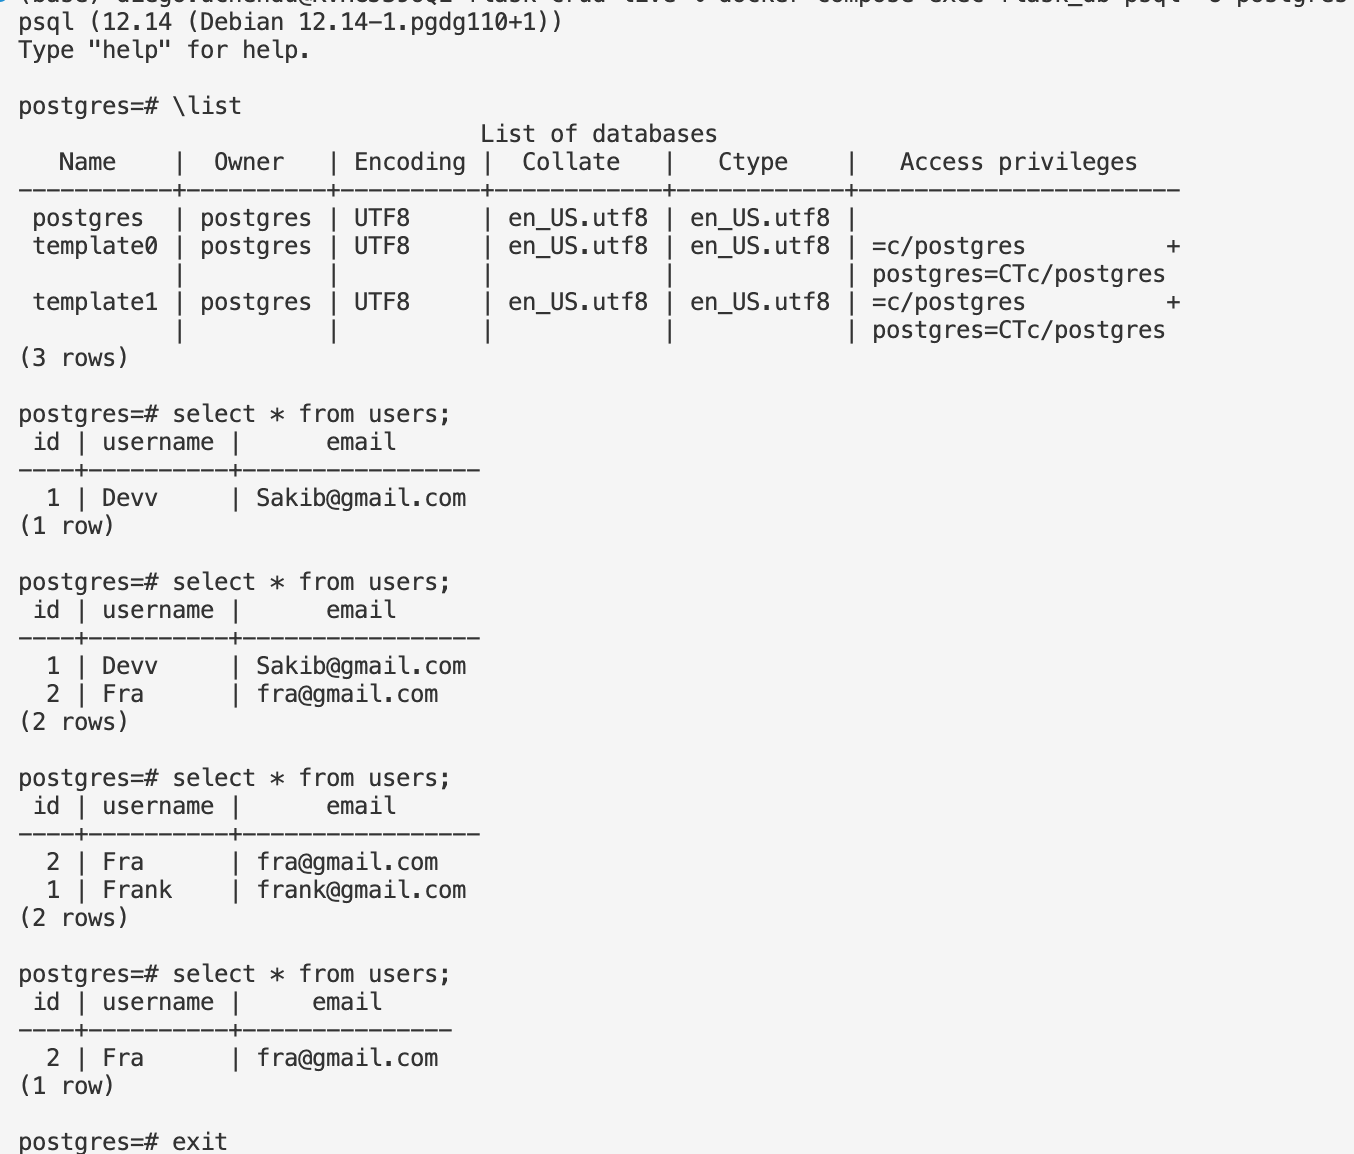 psql (12.14 (Debian 12.14-1.pgdg110+1))
Type "help" for help.
postgres=# \list
List of databases
Name | Owner | Encoding | Collate | Ctype | Access privileges
-----------+----------+----------+------------+------------+-----------------------
postgres | postgres | UTF8 | en_US.utf8 | en_US.utf8 |
template0 | postgres | UTF8 | en_US.utf8 | en_US.utf8 | =c/postgres +
| | | | | postgres=CTc/postgres
template1 | postgres | UTF8 | en_US.utf8 | en_US.utf8 | =c/postgres +
| | | | | postgres=CTc/postgres
(3 rows)
postgres=# select * from users;
id | username | email
----+----------+-----------------
1 | Devv | Sakib@gmail.com
(1 row)
postgres=# select * from users;
id | username | email
----+----------+-----------------
1 | Devv | Sakib@gmail.com
2 | Fra | fra@gmail.com
(2 rows)
postgres=# select * from users;
id | username | email
----+----------+-----------------
2 | Fra | fra@gmail.com
1 | Frank | frank@gmail.com
(2 rows)
postgres=# select * from users;
id | username | email
----+----------+---------------
2 | Fra | fra@gmail.com
(1 row)
postgres=# exit